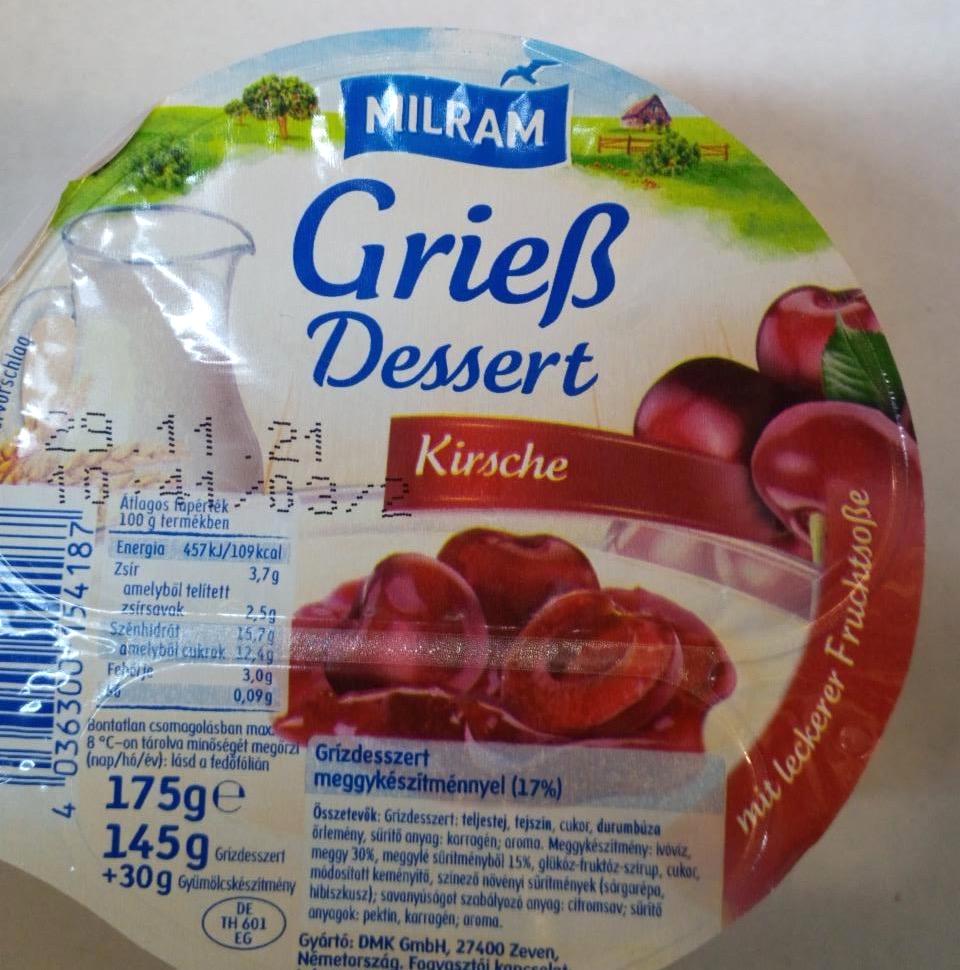 MILRAM
Grieß
Dessert
Kirsche
mit leckerer Fruchtsoße
29.11.21
Átlagos tápérték
100 g termékben
Energia 457kJ/109kcal
Zsír 3,7g
amelyből telített
zsírsavak 2,5g
Szénhidrát 15,7g
amelyből cukrok 12,4g
Fehérje 3,0g
Só 0,09g
Bontatlan csomagolásban max.
8 °C-on tárolva minőségét megőrzi
(nap/hó/év): lásd a fedőfólián
175g e
145g Grízdesszert
+30g Gyümölcskészítmény
DE
TH 601
EG
Grízdesszert
meggykészítménnyel (17%)
Összetevők: Grízdesszert: teljestej, tejszín, cukor, durumbúza
őrlemény, sűrítő anyag: karragén; aroma. Meggykészítmény: ivóvíz,
meggy 30%, meggylé sűrítményből 15%, glükóz-fruktóz-szirup, cukor,
módosított keményítő, színező növényi sűrítmények (sárgarépa,
hibiszkusz); savanyúságot szabályozó anyag: citromsav; sűrítő
anyagok: pektin, karragén; aroma.
Gyártó: DMK GmbH, 27400 Zeven,
Németország. Fogyasztói